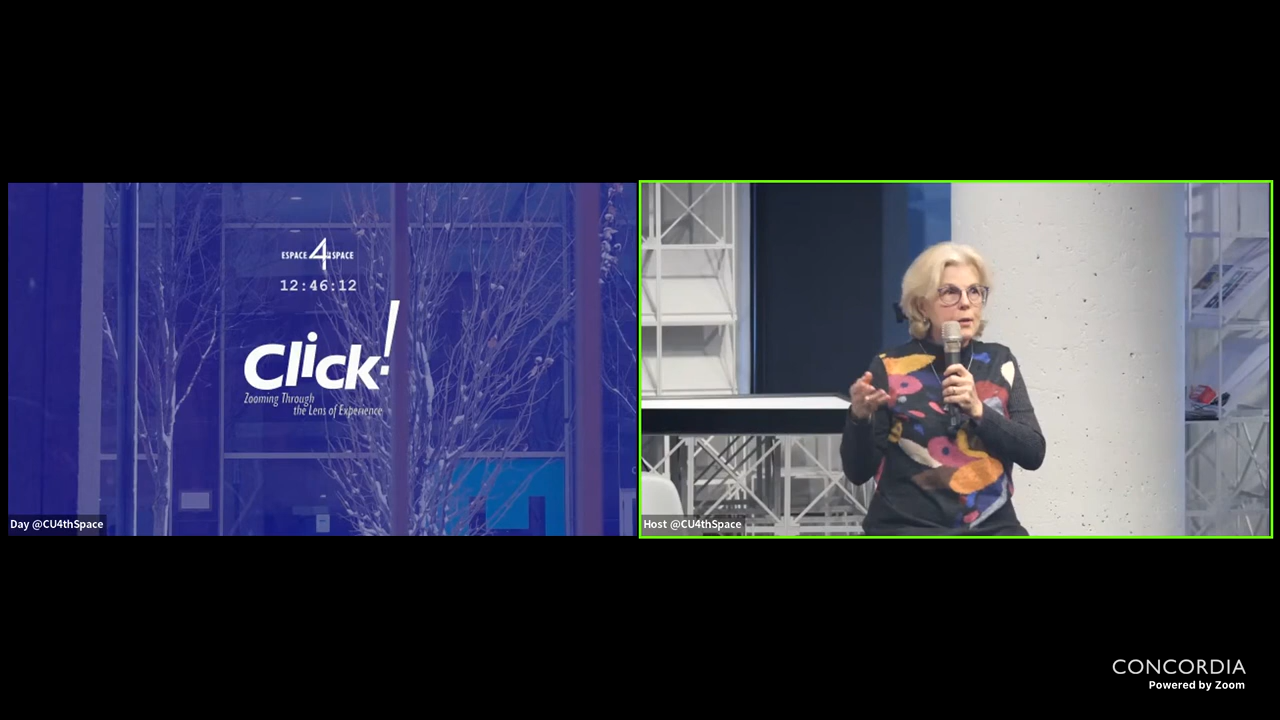 ESPACE 4TH SPACE
12:46:12
Click!
Zooming Through
the Lens of Experience
Day @CU4thSpace
Host @CU4thSpace
CONCORDIA
Powered by Zoom